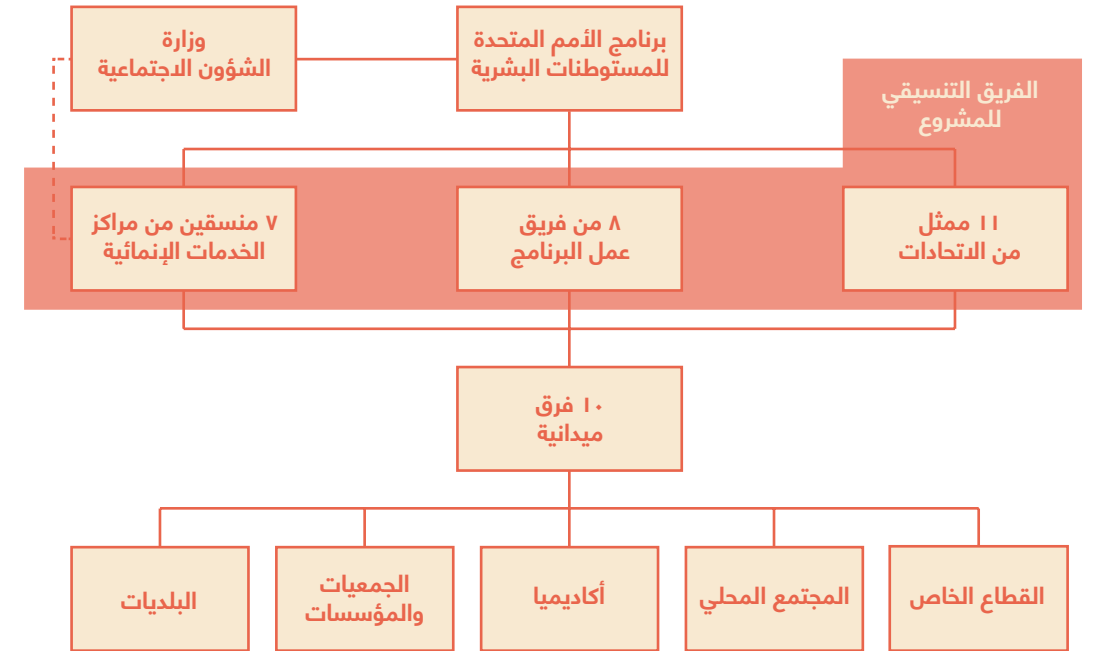 برنامج الأمم المتحدة
للمستوطنات البشرية
وزارة
الشؤون الاجتماعية
الفريق التنسيقي
للمشروع
١١ ممثل
من الاتحادات
٨ من فريق
عمل البرنامج
٧ منسقين من مراكز
الخدمات الإنمائية
١٠ فرق
ميدانية
القطاع الخاص
المجتمع المحلي
أكاديميا
الجمعيات
والمؤسسات
البلديات